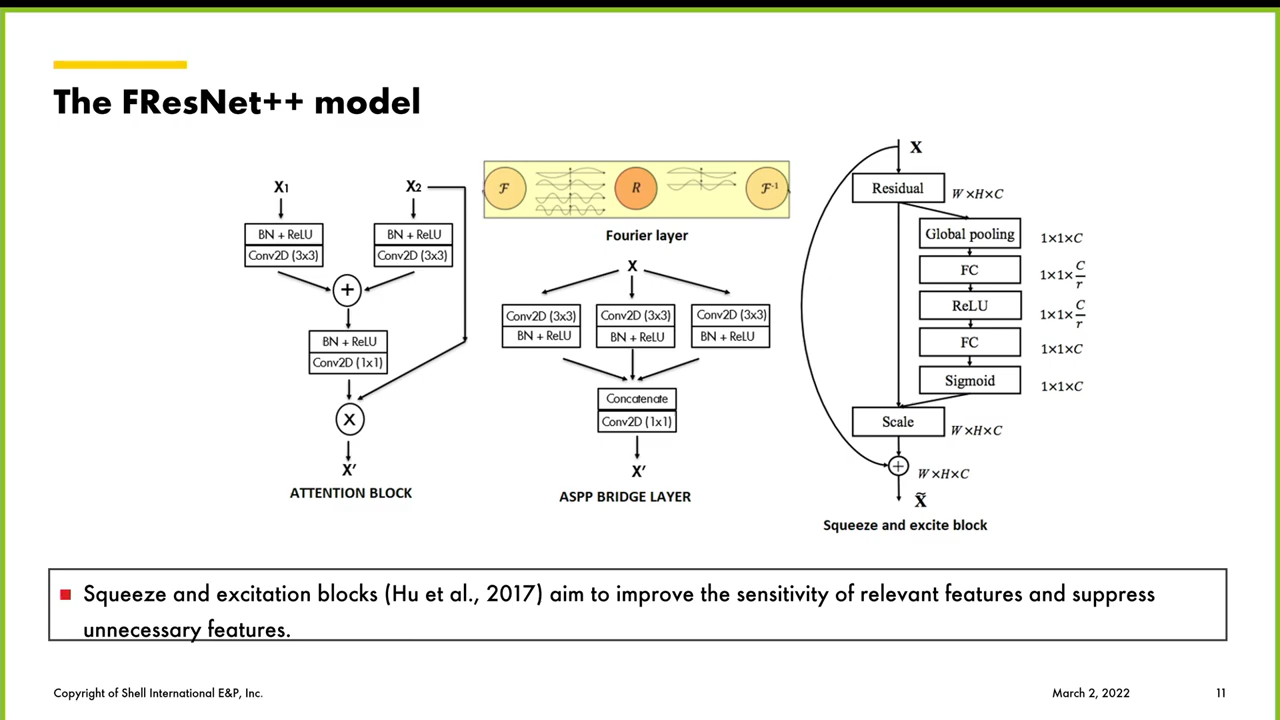 The FResNet++ model
X1
X2
BN + ReLU
Conv2D (3x3)
BN + ReLU
Conv2D (3x3)
+
BN + ReLU
Conv2D (1x1)
X
X′
ATTENTION BLOCK
F
R
F⁻¹
Fourier layer
X
Conv2D (3x3)
BN + ReLU
Conv2D (3x3)
BN + ReLU
Conv2D (3x3)
BN + ReLU
Concatenate
Conv2D (1x1)
X′
ASPP BRIDGE LAYER
X
Residual
W×H×C
Global pooling
1×1×C
FC
1×1×C/r
ReLU
1×1×C/r
FC
1×1×C
Sigmoid
1×1×C
Scale
W×H×C
+
W×H×C
X̃
Squeeze and excite block
Squeeze and excitation blocks (Hu et al., 2017) aim to improve the sensitivity of relevant features and suppress
unnecessary features.
Copyright of Shell International E&P, Inc.
March 2, 2022
11